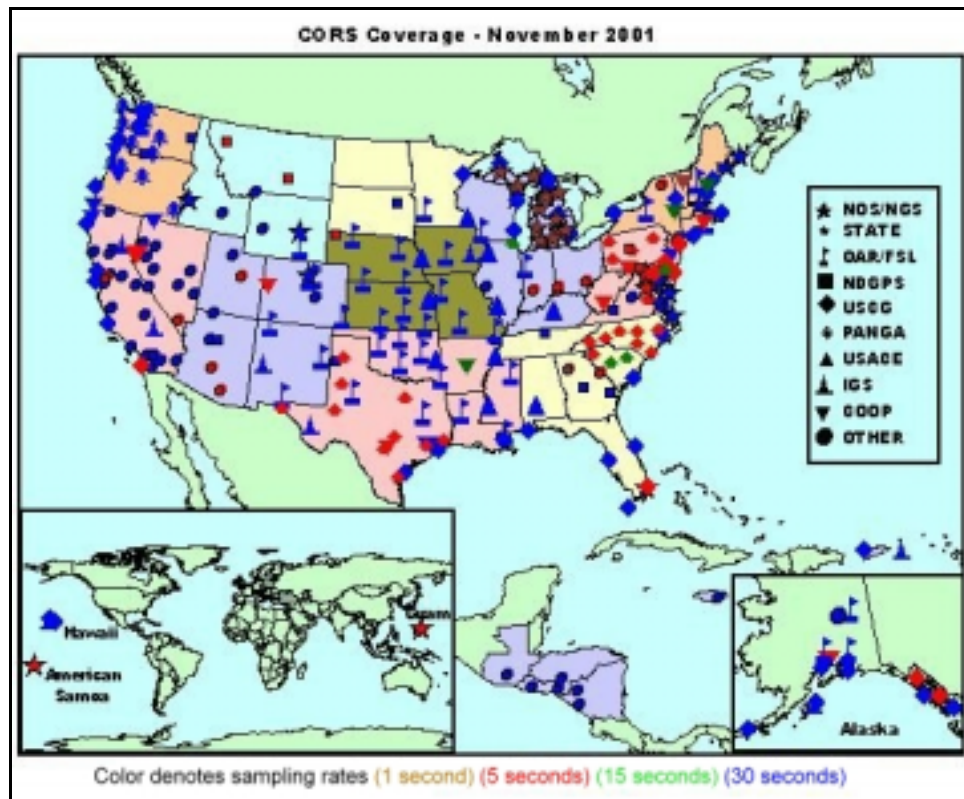 CORS Coverage - November 2001
NOS/NGS
STATE
OAR/FSL
NDGPS
USCG
PANGA
USACE
IGS
COOP
OTHER
Guam
Hawaii
American
Samoa
Alaska
Color denotes sampling rates (1 second) (5 seconds) (15 seconds) (30 seconds)